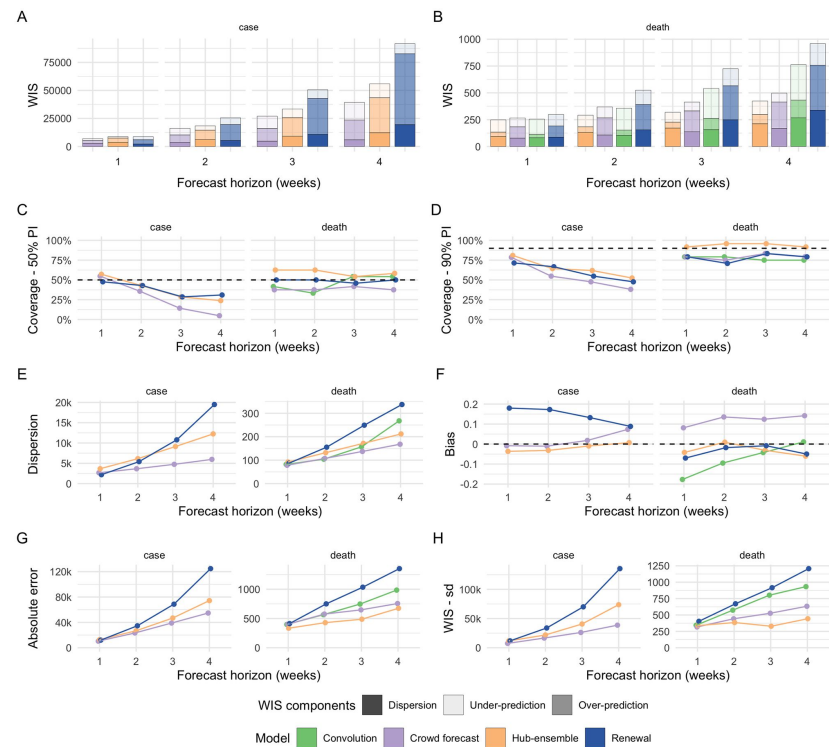 A
case
WIS
75000
50000
25000
0
1
2
3
4
Forecast horizon (weeks)
B
death
WIS
1000
750
500
250
0
1
2
3
4
Forecast horizon (weeks)
C
case
death
Coverage - 50% PI
100%
75%
50%
25%
0%
1 2 3 4
1 2 3 4
Forecast horizon (weeks)
D
case
death
Coverage - 90% PI
100%
75%
50%
25%
0%
1 2 3 4
1 2 3 4
Forecast horizon (weeks)
E
case
death
Dispersion
20k
15k
10k
5k
0
300
200
100
0
1 2 3 4
1 2 3 4
Forecast horizon (weeks)
F
case
death
Bias
0.2
0.1
0
-0.1
-0.2
1 2 3 4
1 2 3 4
Forecast horizon (weeks)
G
case
death
Absolute error
120k
80k
40k
0
1000
500
0
1 2 3 4
1 2 3 4
Forecast horizon (weeks)
H
case
death
WIS - sd
100k
50k
0
1250
1000
750
500
250
0
1 2 3 4
1 2 3 4
Forecast horizon (weeks)
WIS components Dispersion Under-prediction Over-prediction
Model Convolution Crowd forecast Hub-ensemble Renewal